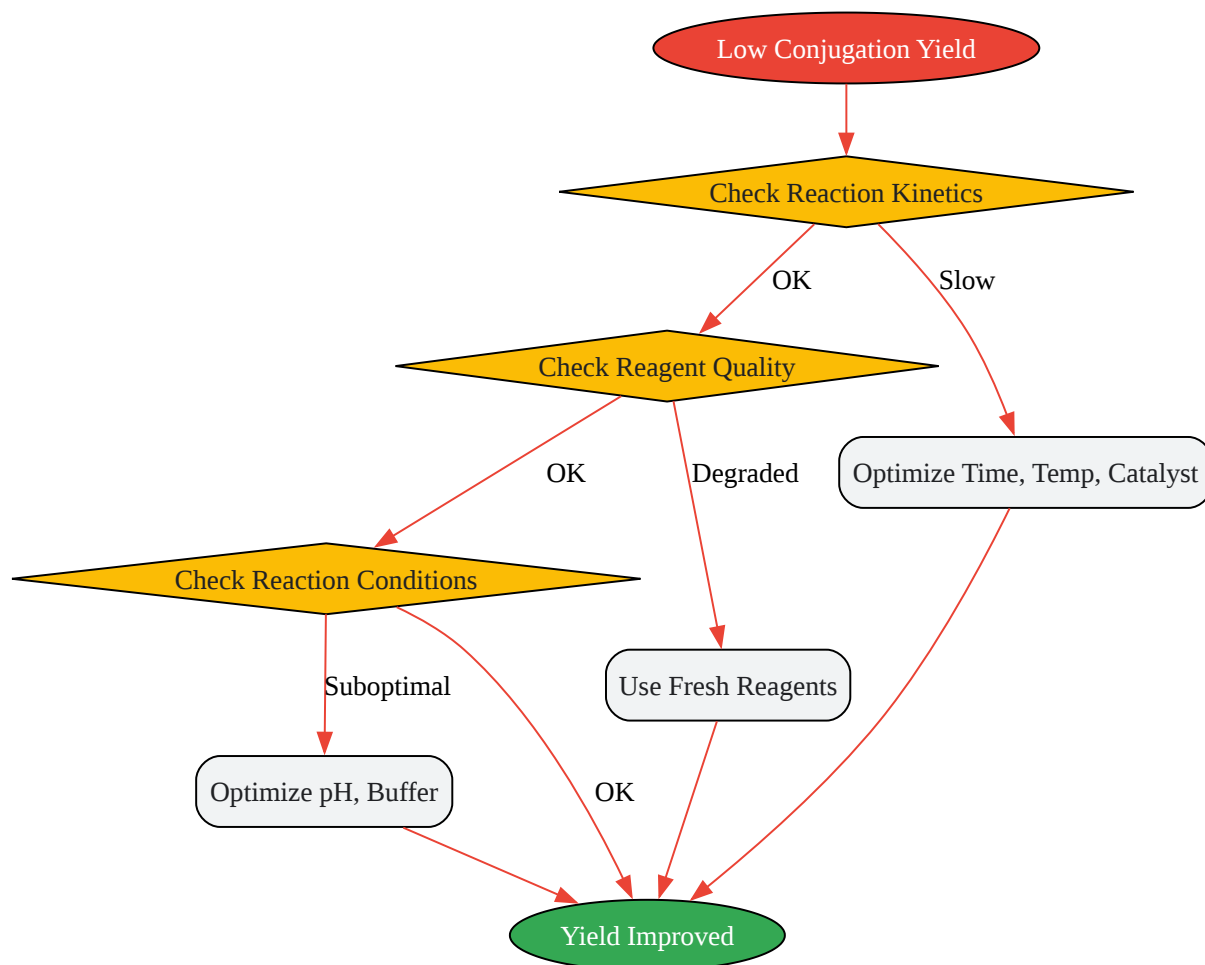 Low Conjugation Yield
Check Reaction Kinetics
OK
Slow
Check Reagent Quality
OK
Degraded
Optimize Time, Temp, Catalyst
Check Reaction Conditions
Suboptimal
Use Fresh Reagents
Optimize pH, Buffer
OK
Yield Improved